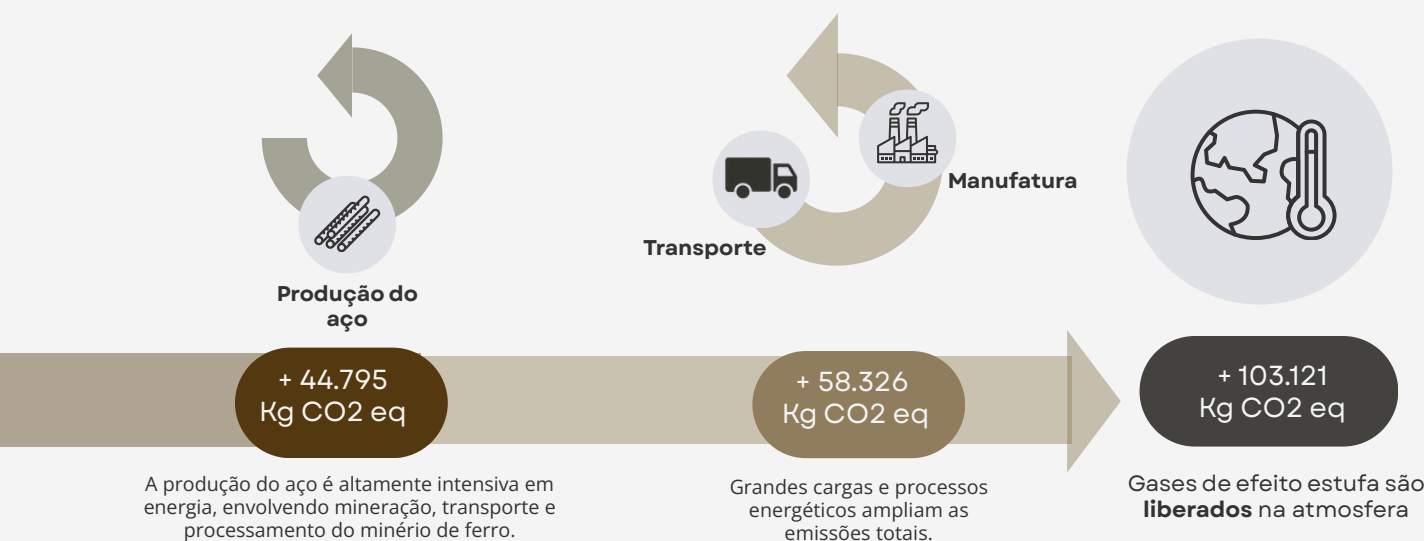 Produção do
aço
Transporte
Manufatura
+ 44.795
Kg CO2 eq
+ 58.326
Kg CO2 eq
+ 103.121
Kg CO2 eq
A produção do aço é altamente intensiva em
energia, envolvendo mineração, transporte e
processamento do minério de ferro.
Grandes cargas e processos
energéticos ampliam as
emissões totais.
Gases de efeito estufa são
liberados na atmosfera